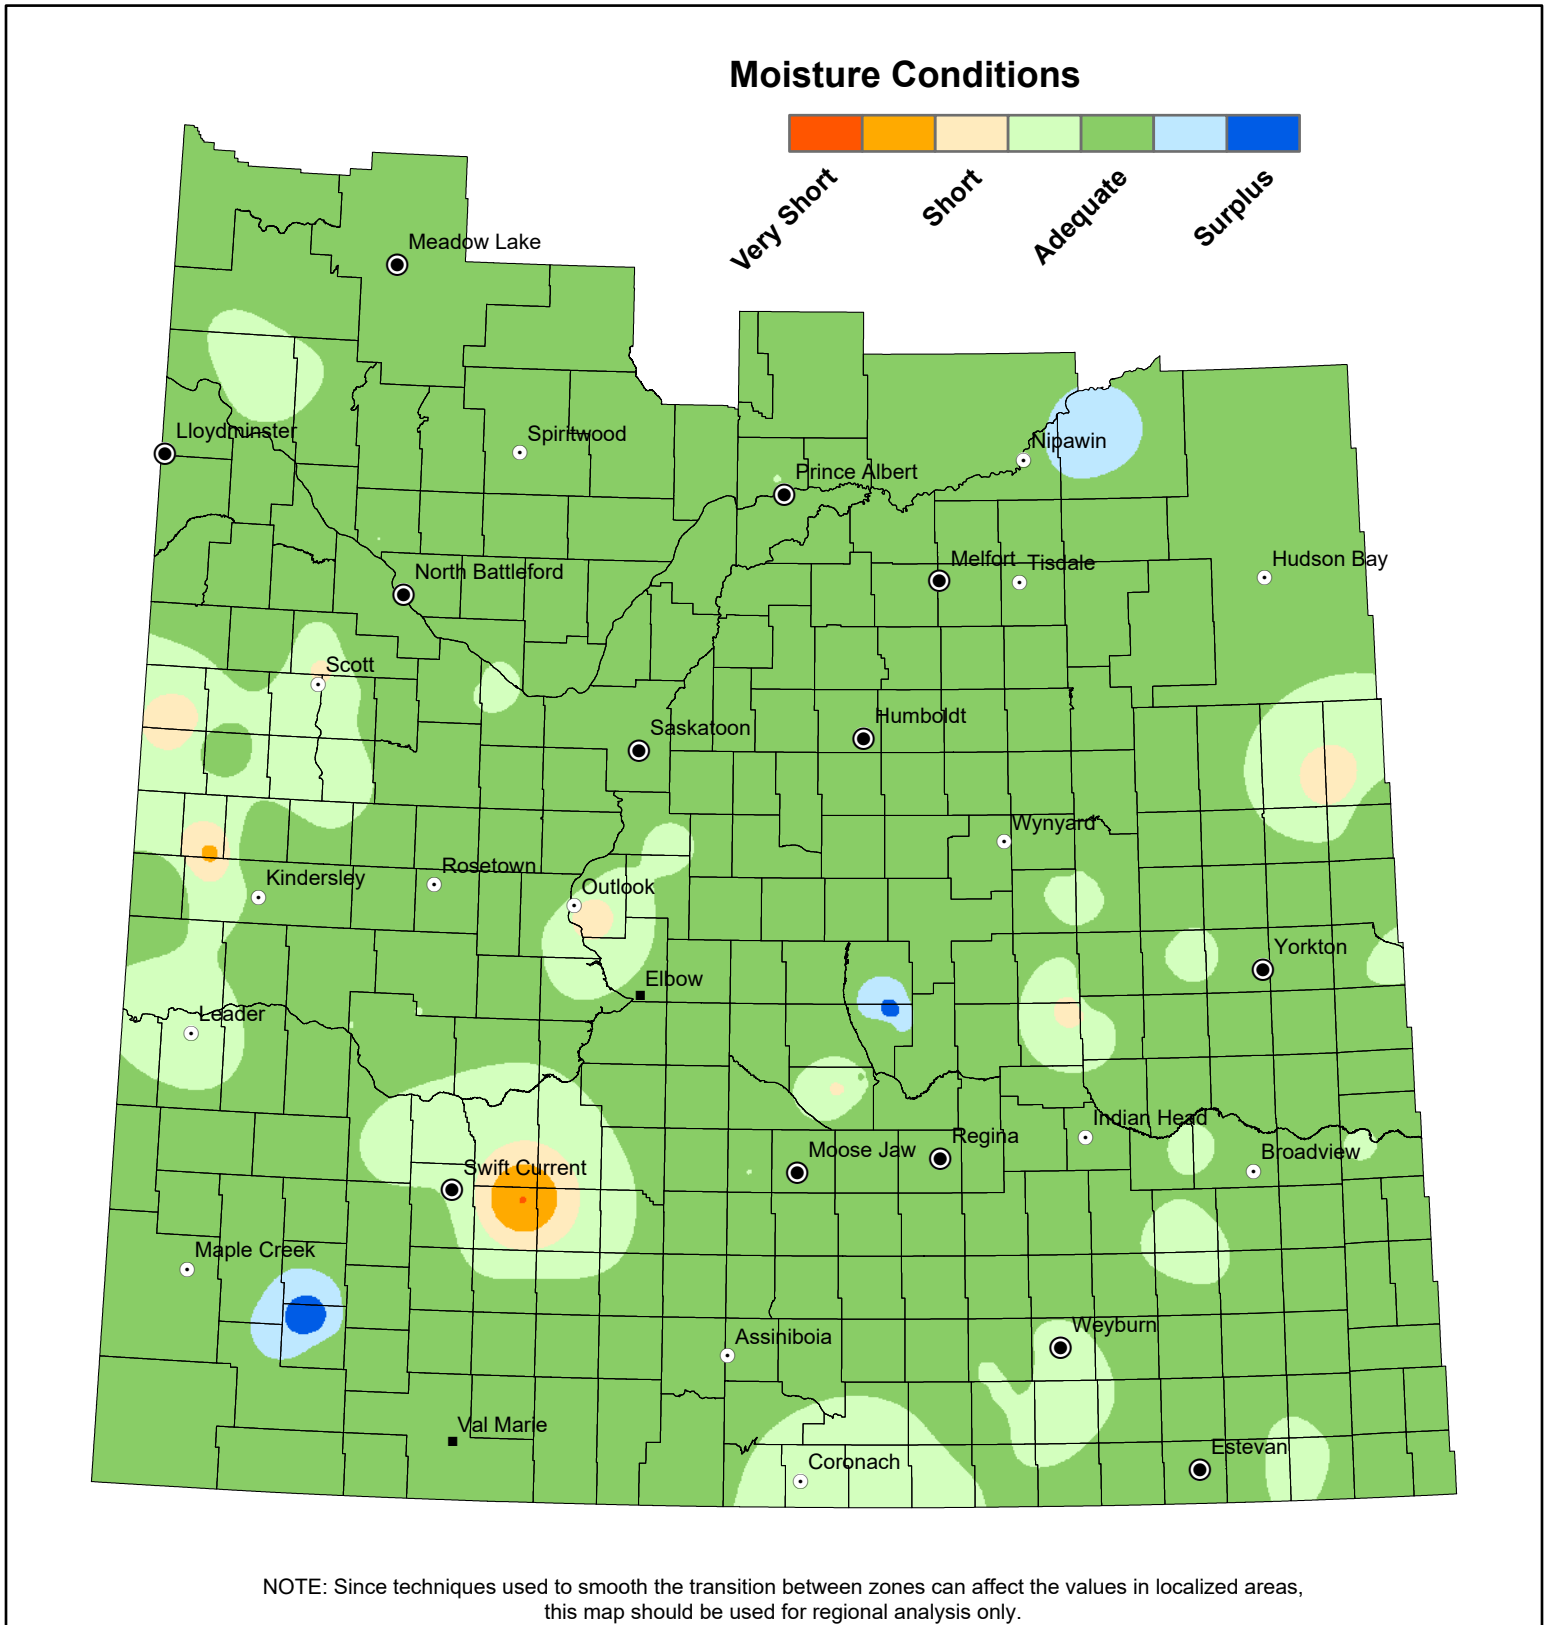 Moisture Conditions
Very Short
Short
Adequate
Surplus
Meadow Lake
Lloydminster
Spiritwood
Nipawin
Prince Albert
North Battleford
Melfort
Tisdale
Hudson Bay
Scott
Saskatoon
Humboldt
Wynyard
Rosetown
Kindersley
Outlook
Yorkton
Elbow
Leader
Indian Head
Regina
Moose Jaw
Broadview
Swift Current
Maple Creek
Weyburn
Assiniboia
Val Marie
Estevan
Coronach
NOTE: Since techniques used to smooth the transition between zones can affect the values in localized areas,
this map should be used for regional analysis only.